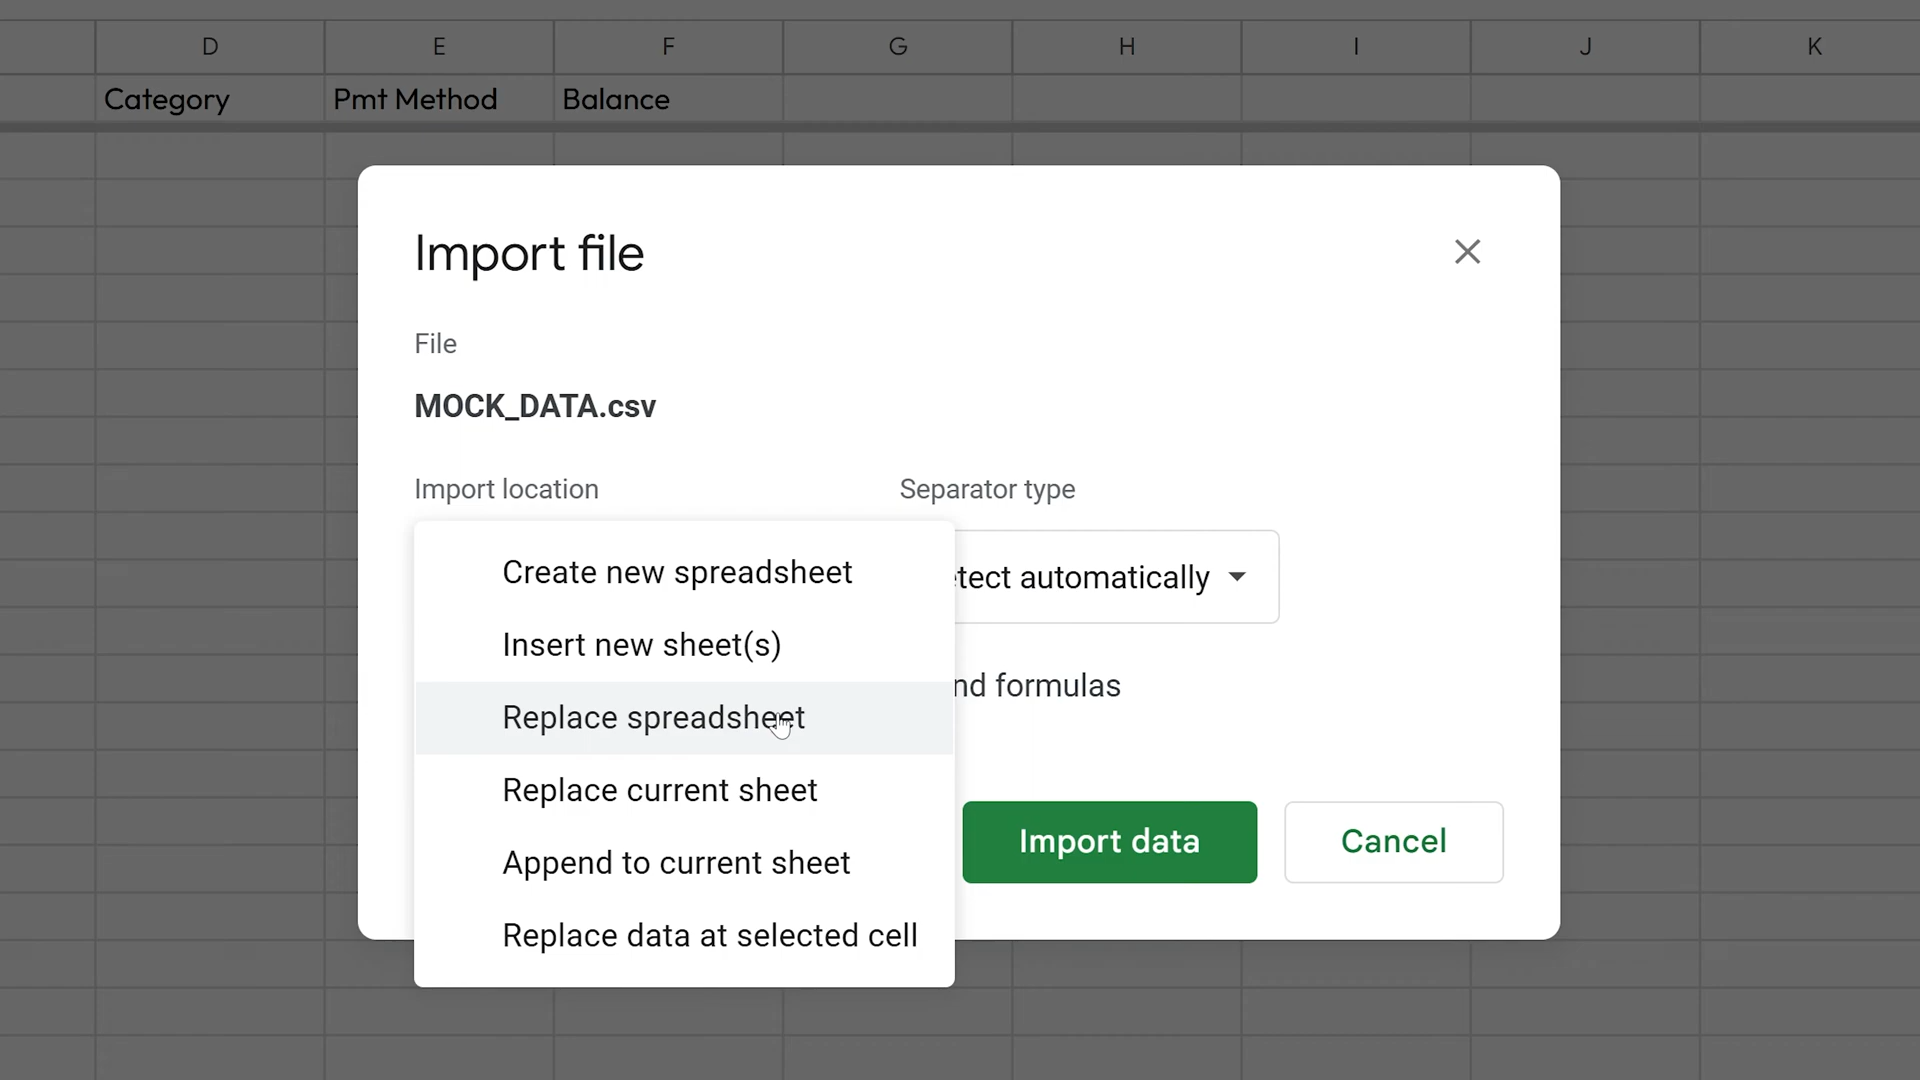 D E F G H I J K
Category Pmt Method Balance
Import file
File
MOCK_DATA.csv
Import location Separator type
Create new spreadsheet
etect automatically
Insert new sheet(s)
nd formulas
Replace spreadsheet
Replace current sheet
Import data Cancel
Append to current sheet
Replace data at selected cell